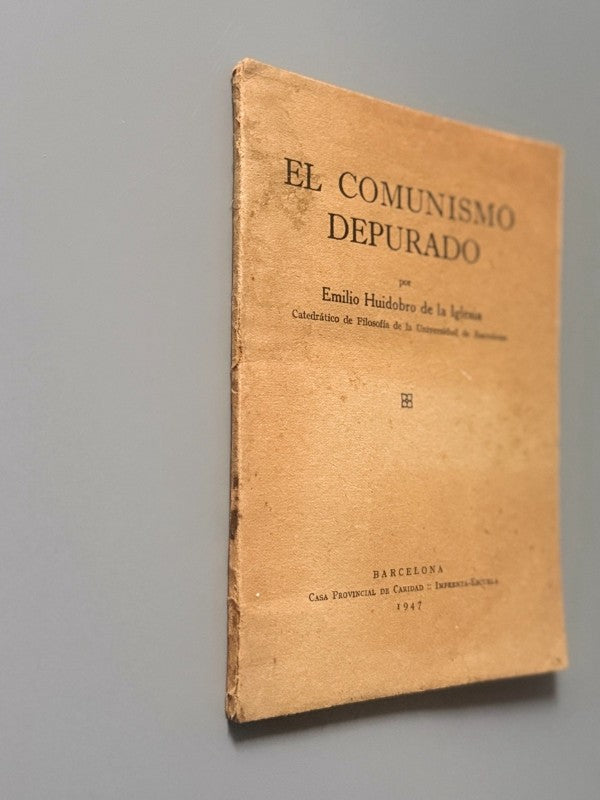 EL COMUNISMO
DEPURADO
por
Emilio Huidobro de la Iglesia
Catedrático de Filosofía de la Universidad de Barcelona
BARCELONA
CASA PROVINCIAL DE CARIDAD :: IMPRENTA-ESCUELA
1947